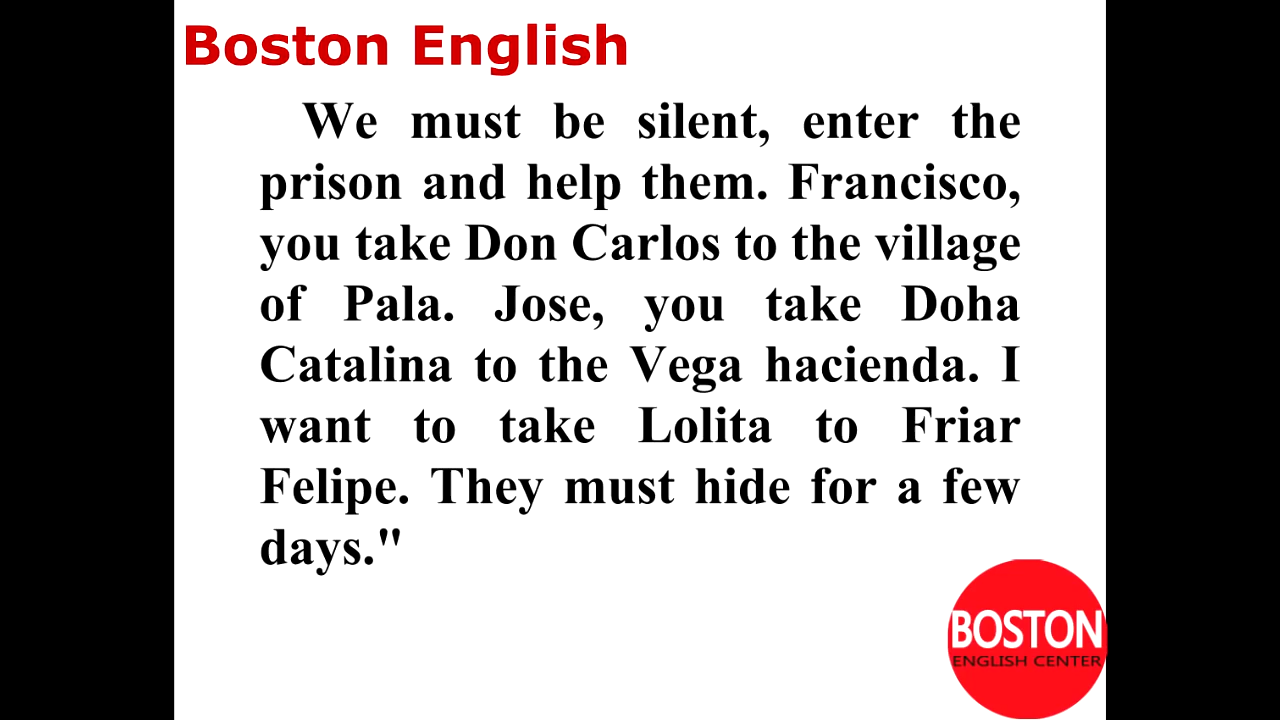 Boston English
We must be silent, enter the
prison and help them. Francisco,
you take Don Carlos to the village
of Pala. Jose, you take Doha
Catalina to the Vega hacienda. I
want to take Lolita to Friar
Felipe. They must hide for a few
days."
BOSTON
ENGLISH CENTER